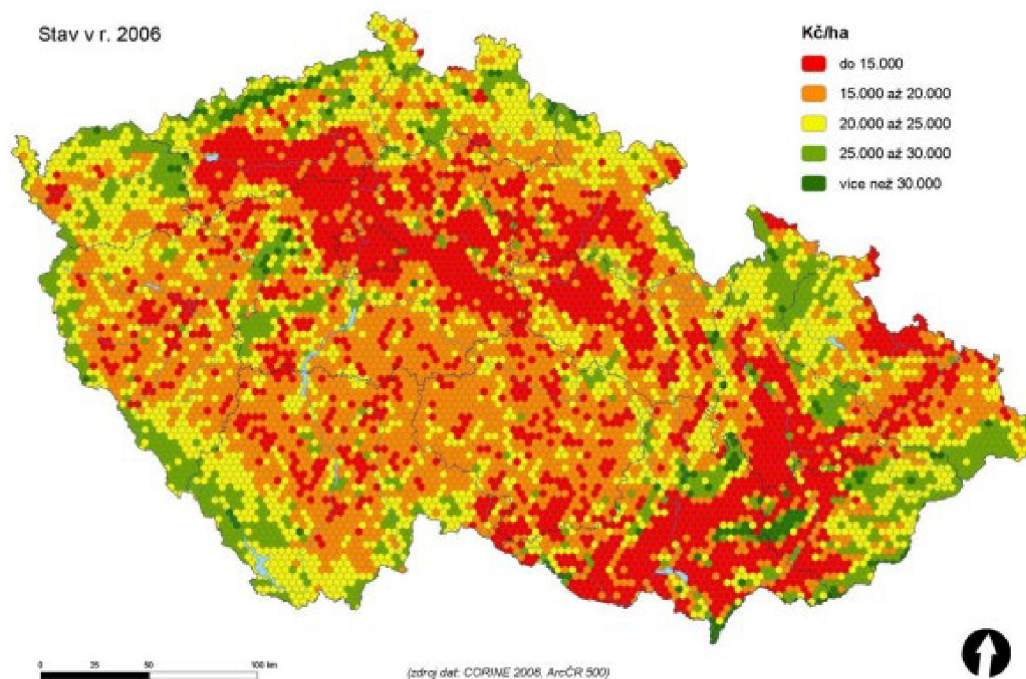 Stav v r. 2006
Kč/ha
do 15.000
15.000 až 20.000
20.000 až 25.000
25.000 až 30.000
více než 30.000
0 25 50 100 km
(zdroj dat: CORINE 2006, ArcČR 500)